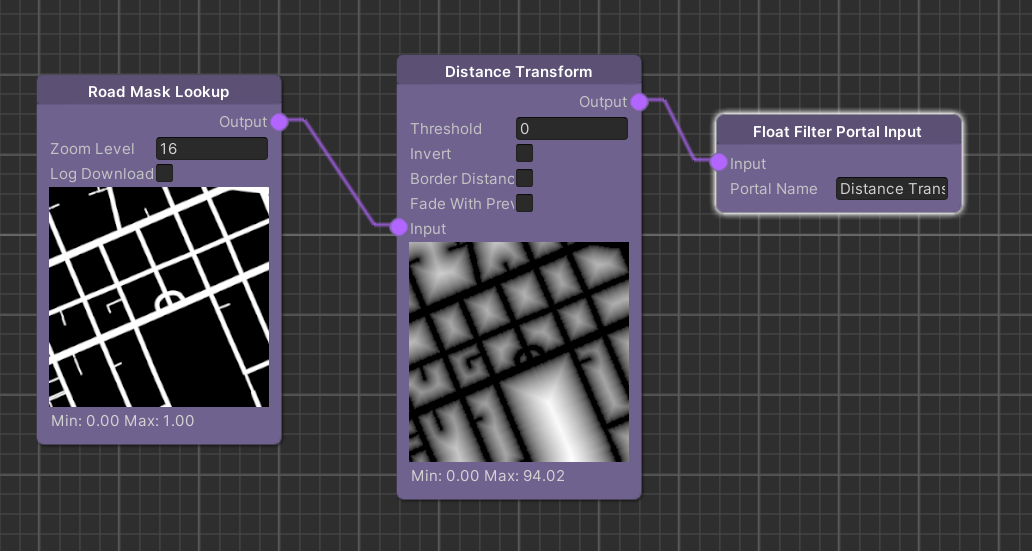 Road Mask Lookup
Output
Zoom Level 16
Log Download
Min: 0.00 Max: 1.00
Distance Transform
Output
Threshold 0
Invert
Border Distanc
Fade With Prev
Input
Min: 0.00 Max: 94.02
Float Filter Portal Input
Input
Portal Name Distance Trans